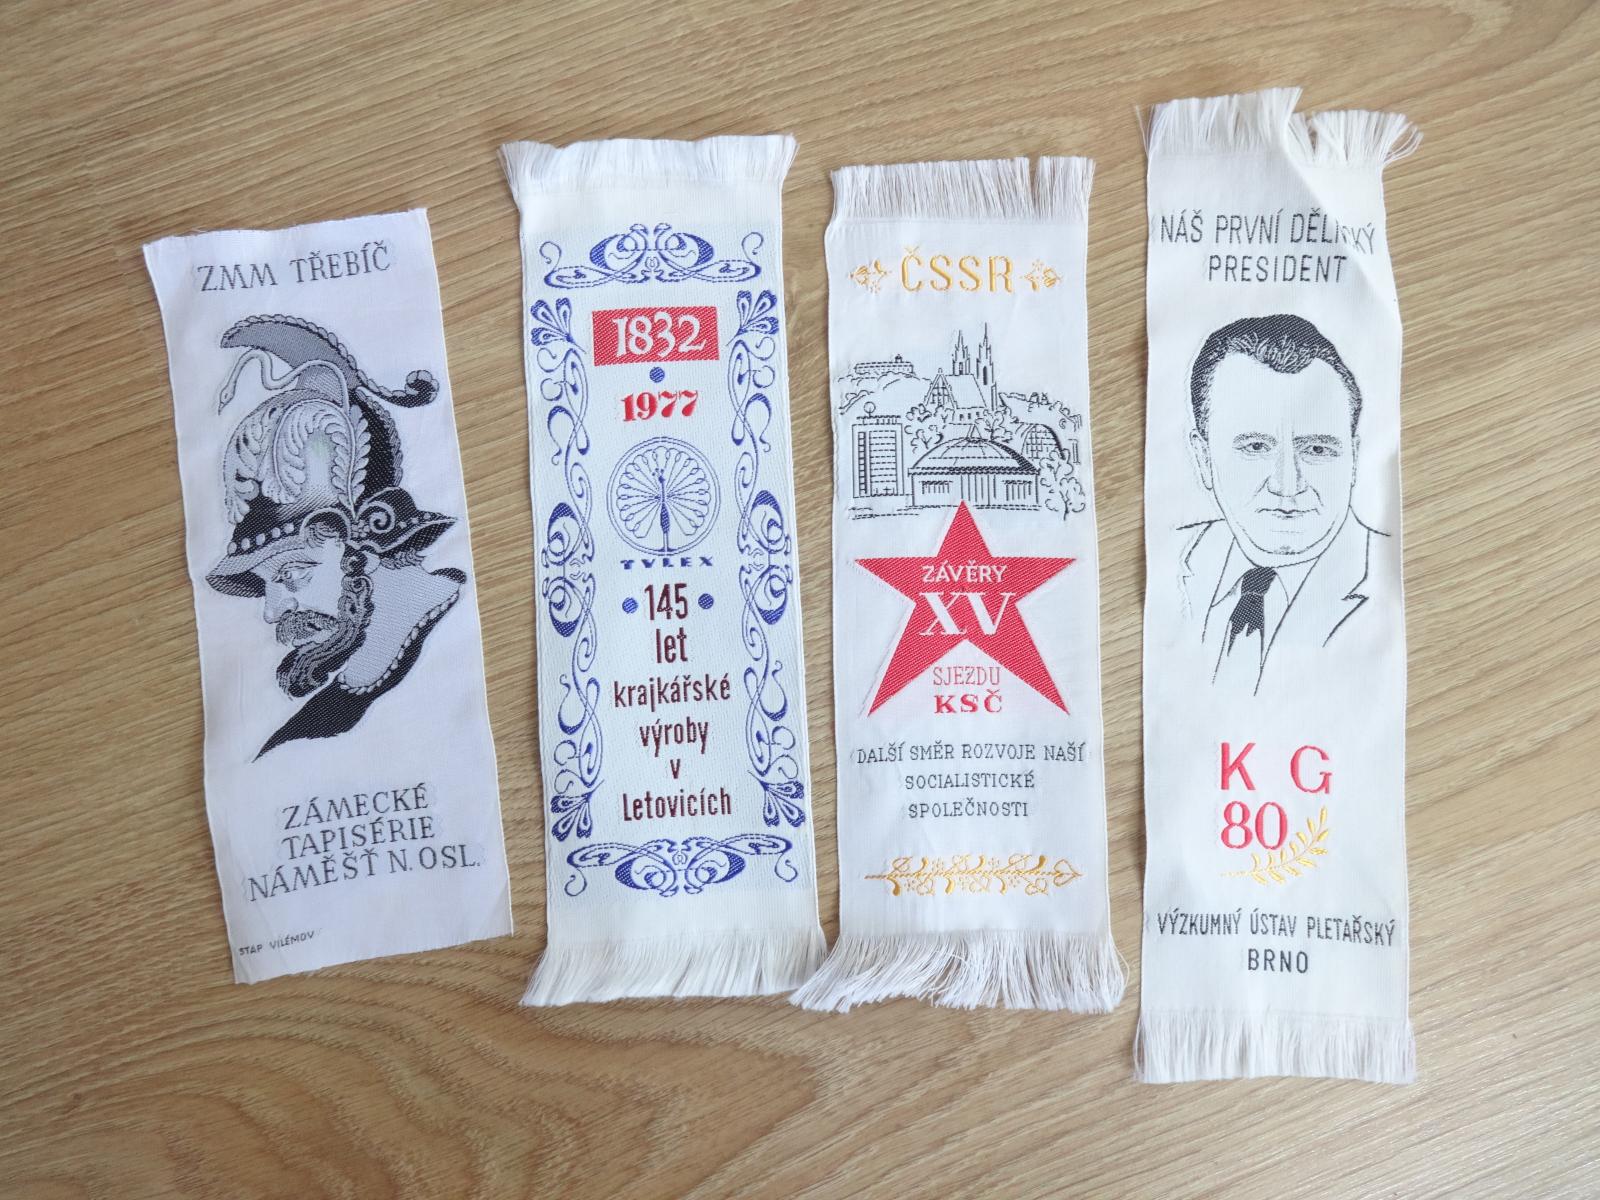 ZMM TŘEBÍČ
ZÁMECKÉ
TAPISÉRIE
NÁMĚŠŤ N. OSL.
STAP VILÉMOV
1832
1977
TYLEX
145
let
krajkářské
výroby
v
Letovicích
ČSSR
ZÁVĚRY
XV
SJEZDU
KSČ
DALŠÍ SMĚR ROZVOJE NAŠÍ
SOCIALISTICKÉ
SPOLEČNOSTI
NÁŠ PRVNÍ DĚLNICKÝ
PRESIDENT
K G
80
VÝZKUMNÝ ÚSTAV PLETAŘSKÝ
BRNO